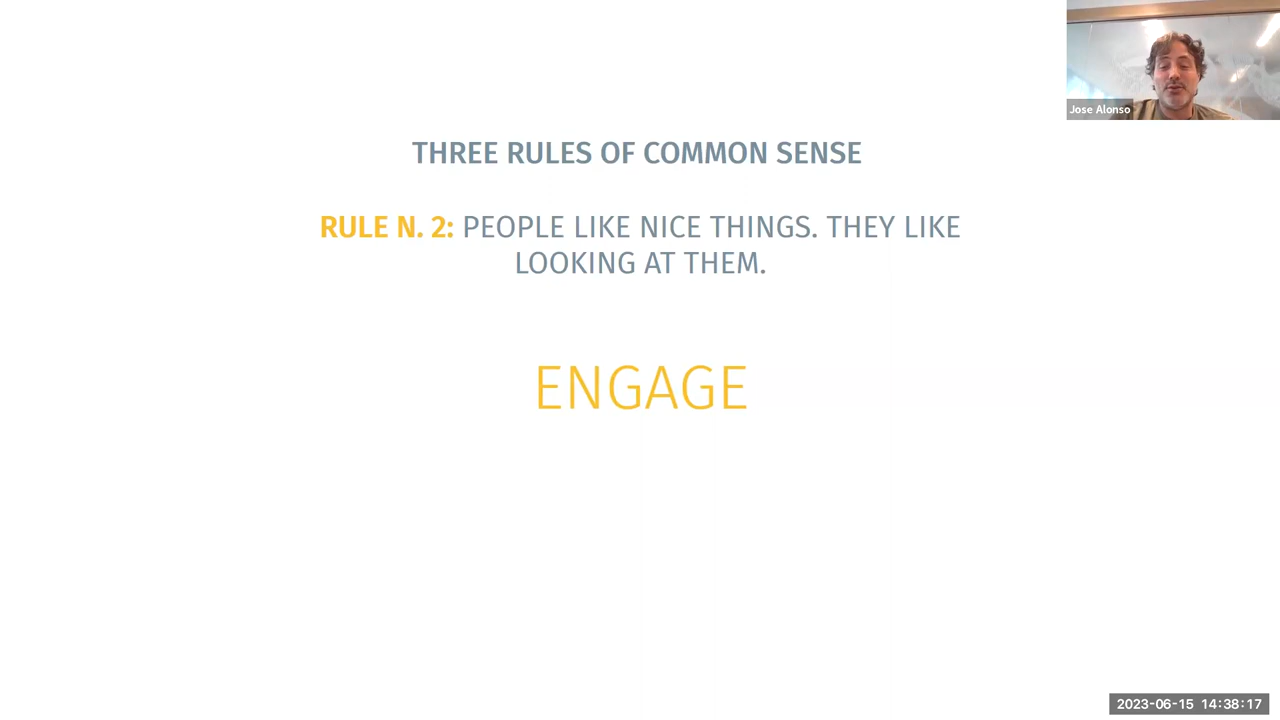 Jose Alonso
THREE RULES OF COMMON SENSE
RULE N. 2: PEOPLE LIKE NICE THINGS. THEY LIKE
LOOKING AT THEM.
ENGAGE
2023-06-15 14:38:17